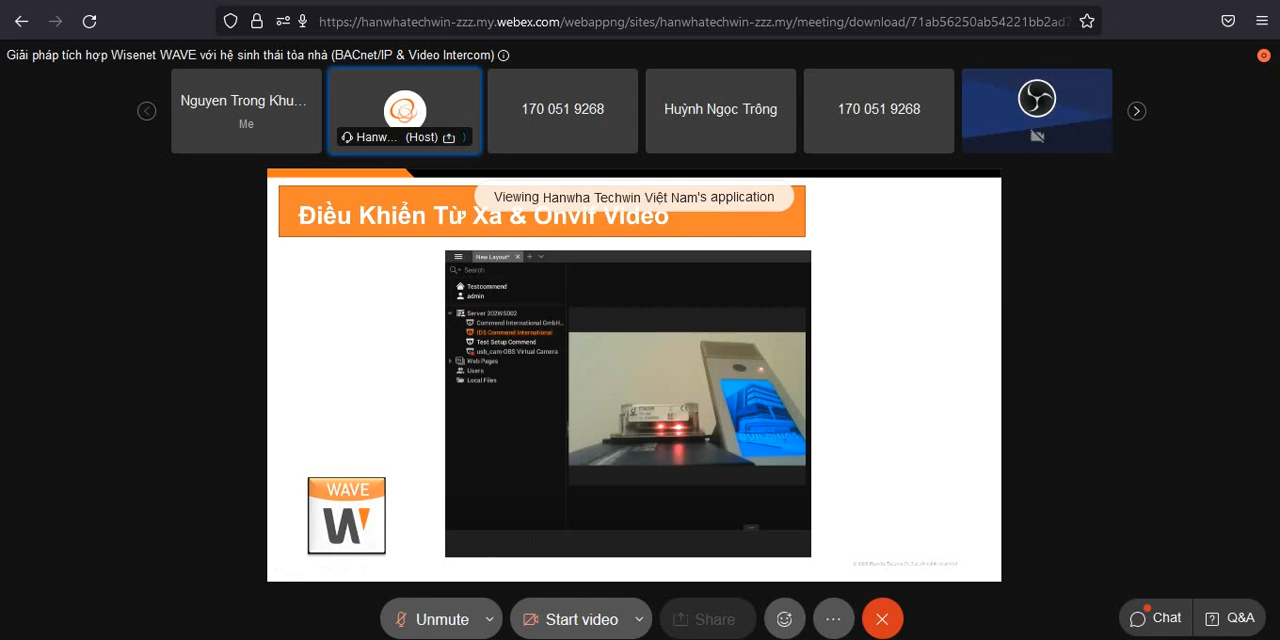 https://hanwhatechwin-zzz.my.webex.com/webappng/sites/hanwhatechwin-zzz.my/meeting/download/71ab56250ab54221bb2ad7
Giải pháp tích hợp Wisenet WAVE với hệ sinh thái tòa nhà (BACnet/IP & Video Intercom)
Nguyen Trong Khu...
Me
Hanw... (Host)
170 051 9268
Huỳnh Ngọc Trông
170 051 9268
Viewing Hanwha Techwin Việt Nam's application
Điều Khiển Từ Xa & Onvif Video
New Layout*
Search
Testcommend
admin
Server 202WS002
Commend International GmbH...
IDS Commend International
Test Setup Commend
usb_cam-OBS Virtual Camera
Web Pages
Users
Local Files
WAVE
W
Unmute
Start video
Share
Chat
Q&A